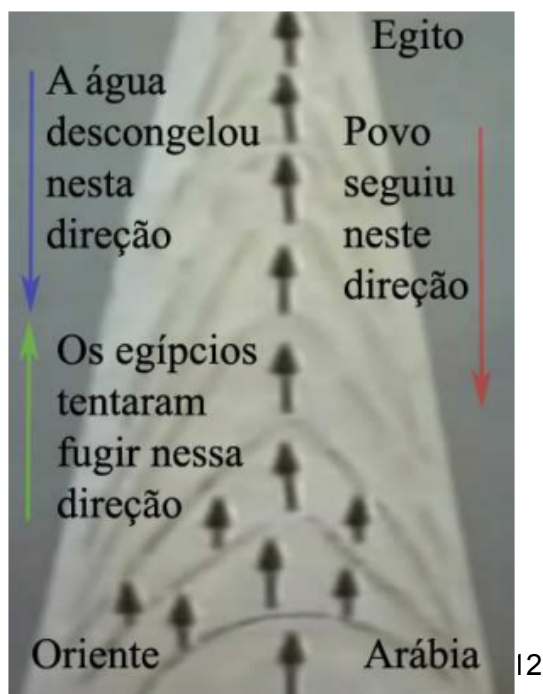 Egito
A água
descongelou
nesta
direção
Povo
seguiu
neste
direção
Os egípcios
tentaram
fugir nessa
direção
Oriente
Arábia
12